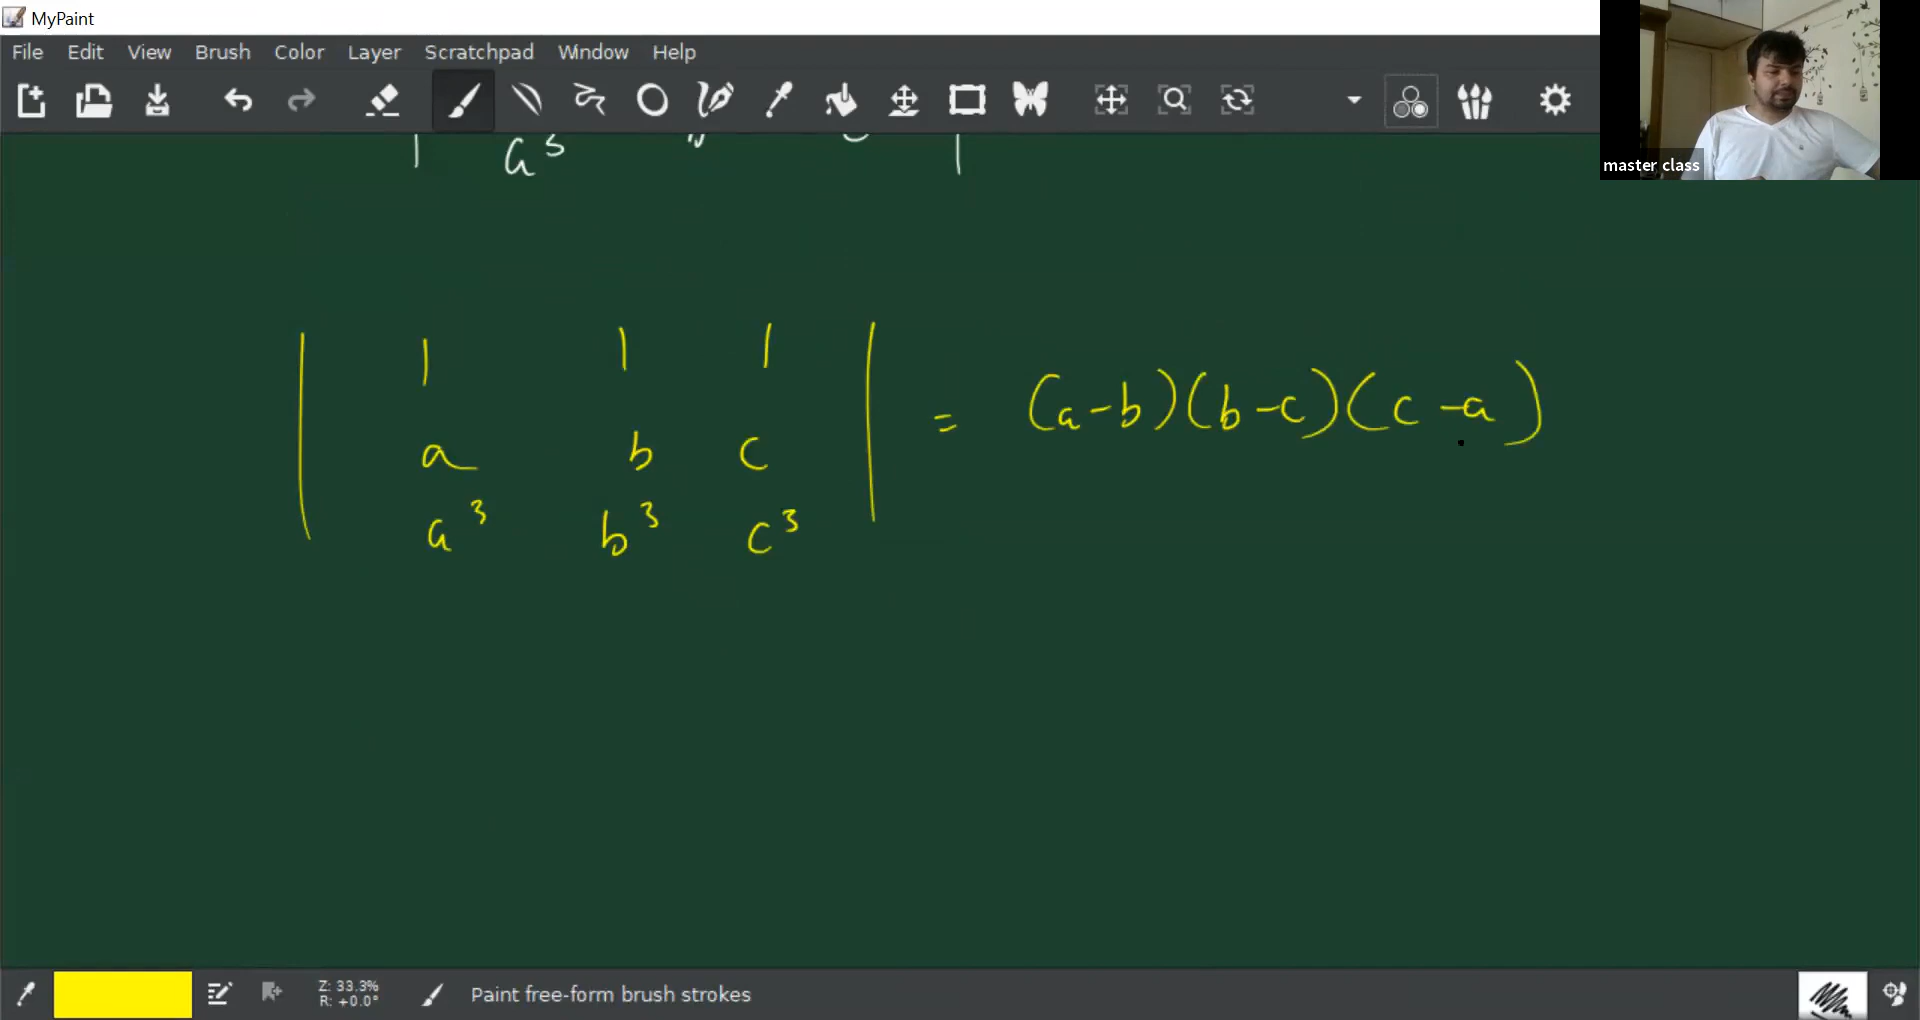 MyPaint
File Edit View Brush Color Layer Scratchpad Window Help
master class
a³
| 1 1 1 |
| a b c | = (a-b)(b-c)(c-a)
| a³ b³ c³ |
Z: 33.3%
R: +0.0°
Paint free-form brush strokes